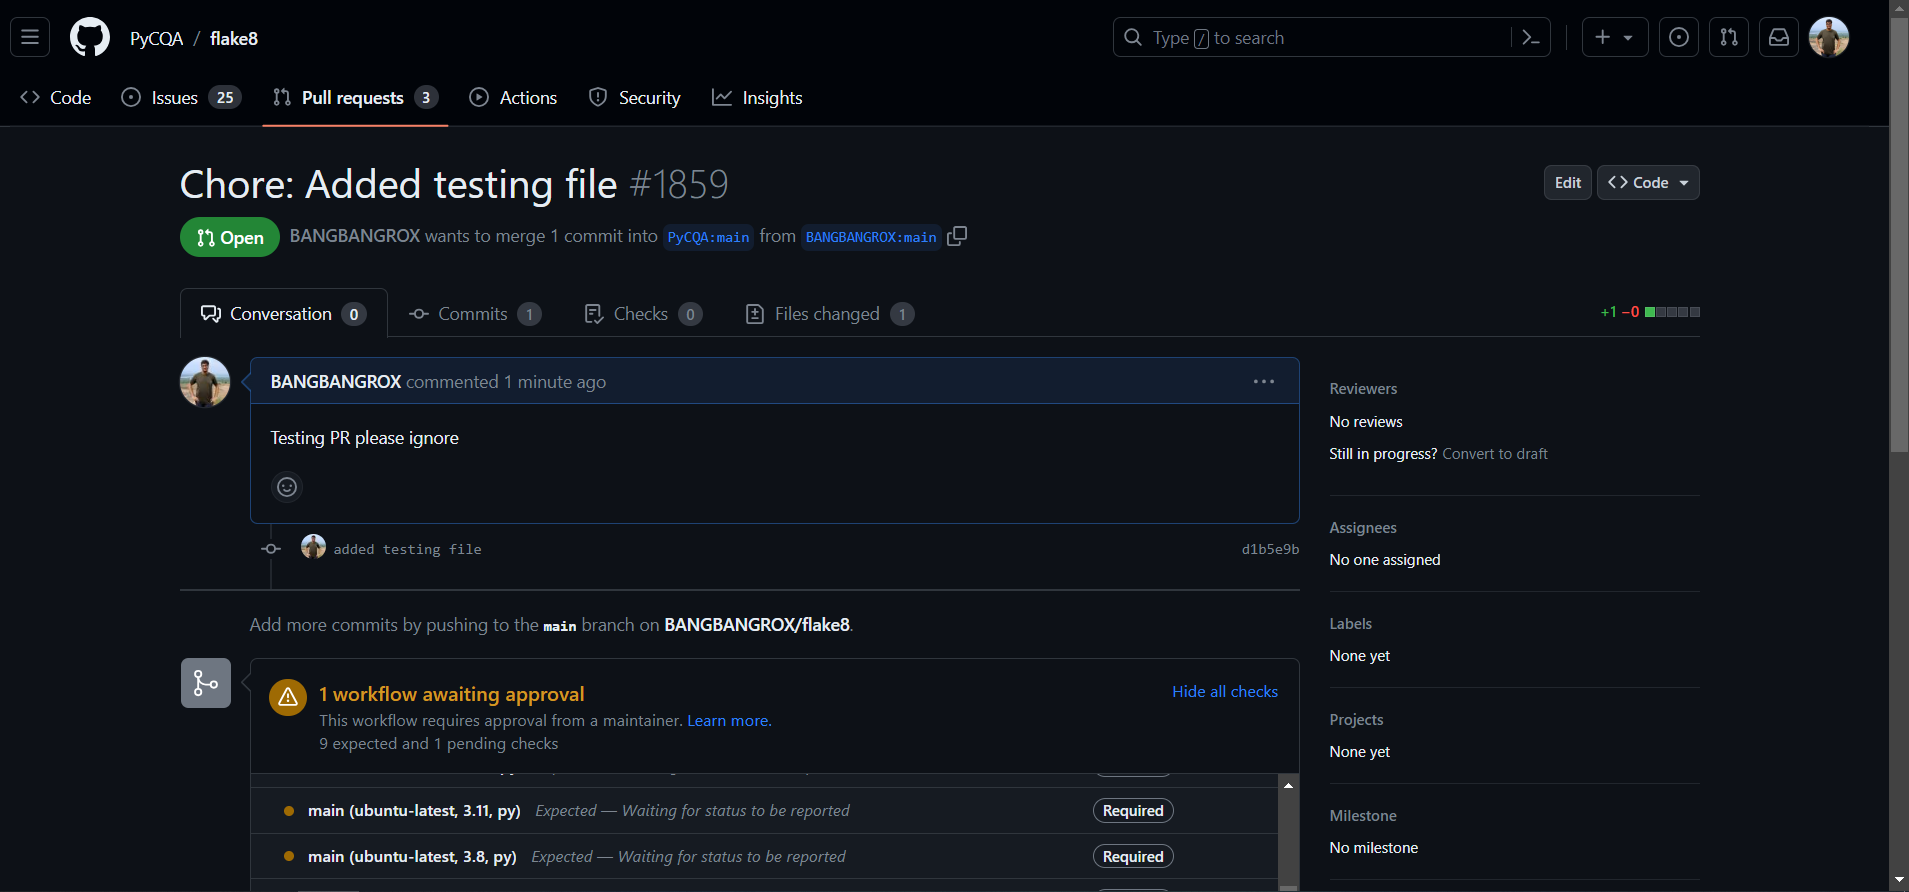 PyCQA / flake8
Type / to search
Code
Issues 25
Pull requests 3
Actions
Security
Insights
Chore: Added testing file #1859
Edit
Code
Open
BANGBANGROX wants to merge 1 commit into PyCQA:main from BANGBANGROX:main
Conversation 0
Commits 1
Checks 0
Files changed 1
+1 −0
BANGBANGROX commented 1 minute ago
Testing PR please ignore
added testing file
d1b5e9b
Add more commits by pushing to the main branch on BANGBANGROX/flake8.
1 workflow awaiting approval
Hide all checks
This workflow requires approval from a maintainer. Learn more.
9 expected and 1 pending checks
main (ubuntu-latest, 3.11, py) Expected — Waiting for status to be reported
Required
main (ubuntu-latest, 3.8, py) Expected — Waiting for status to be reported
Required
Reviewers
No reviews
Still in progress? Convert to draft
Assignees
No one assigned
Labels
None yet
Projects
None yet
Milestone
No milestone